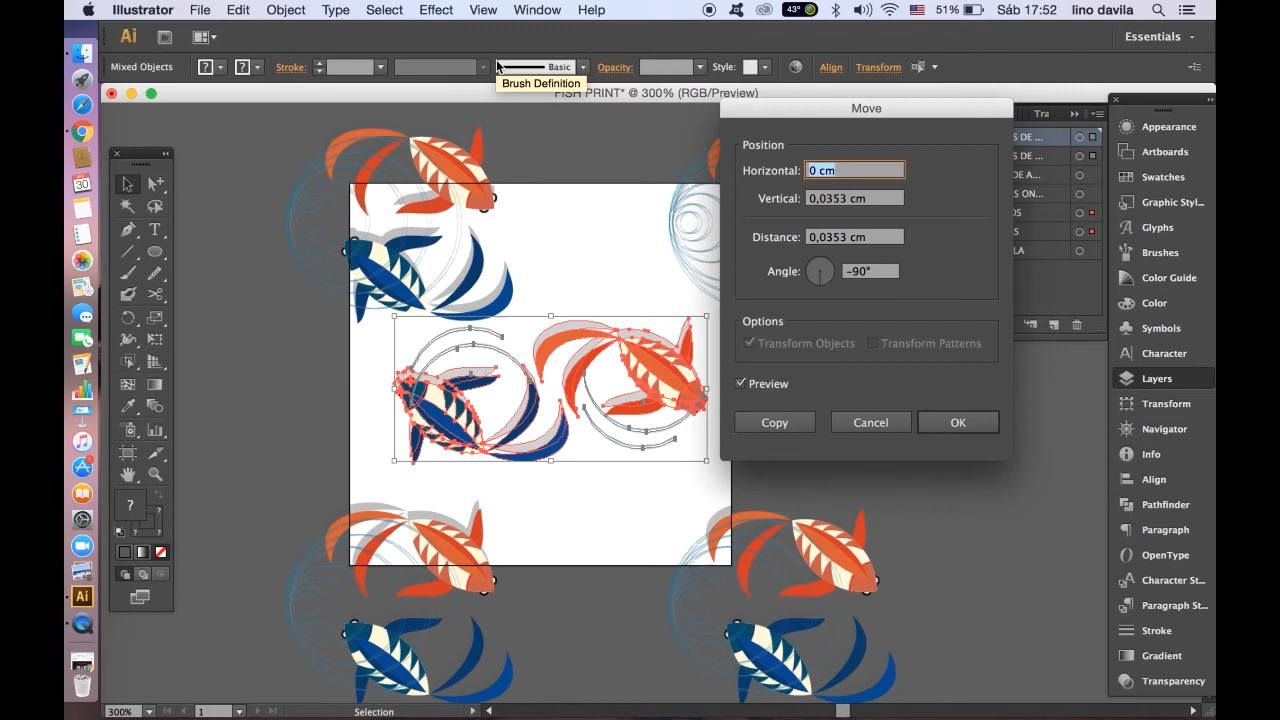 Illustrator File Edit Object Type Select Effect View Window Help 43° 51% Sáb 17:52 lino davila
Ai Br Essentials
Mixed Objects ? ? Stroke: Basic Opacity: Style: Align Transform
Brush Definition
FISH PRINT* @ 300% (RGB/Preview)
Move
Position
Horizontal: 0 cm
Vertical: 0,0353 cm
Distance: 0,0353 cm
Angle: -90°
Options
Transform Objects Transform Patterns
Preview
Copy Cancel OK
Tra
S DE ...
S DE ...
DE A...
S ON...
OS
S
LA
Appearance
Artboards
Swatches
Graphic Styl...
Glyphs
Brushes
Color Guide
Color
Symbols
Character
Layers
Transform
Navigator
Info
Align
Pathfinder
Paragraph
OpenType
Character St...
Paragraph St...
Stroke
Gradient
Transparency
T
?
?
? ?
30
Ai
300% 1 Selection